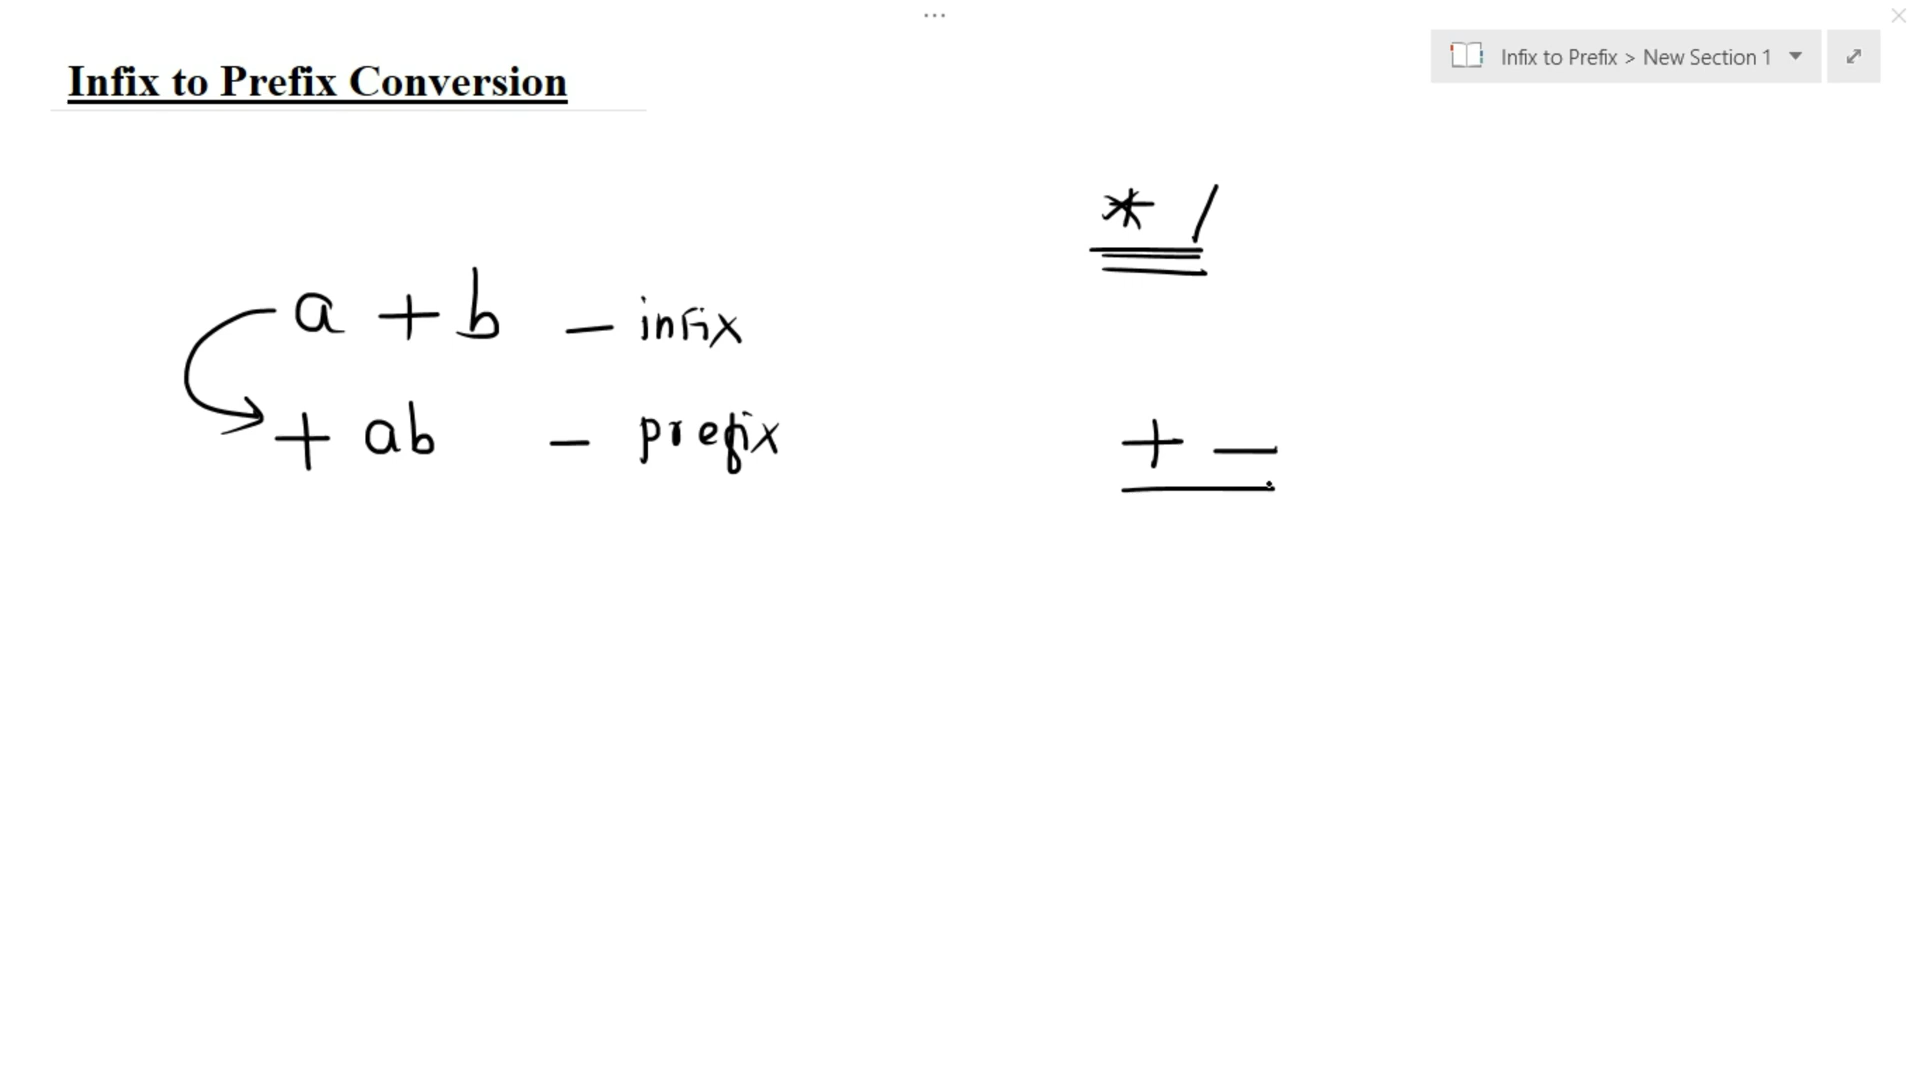 ...
Infix to Prefix > New Section 1
Infix to Prefix Conversion
* /
a + b – infix
+ ab – prefix
+ –